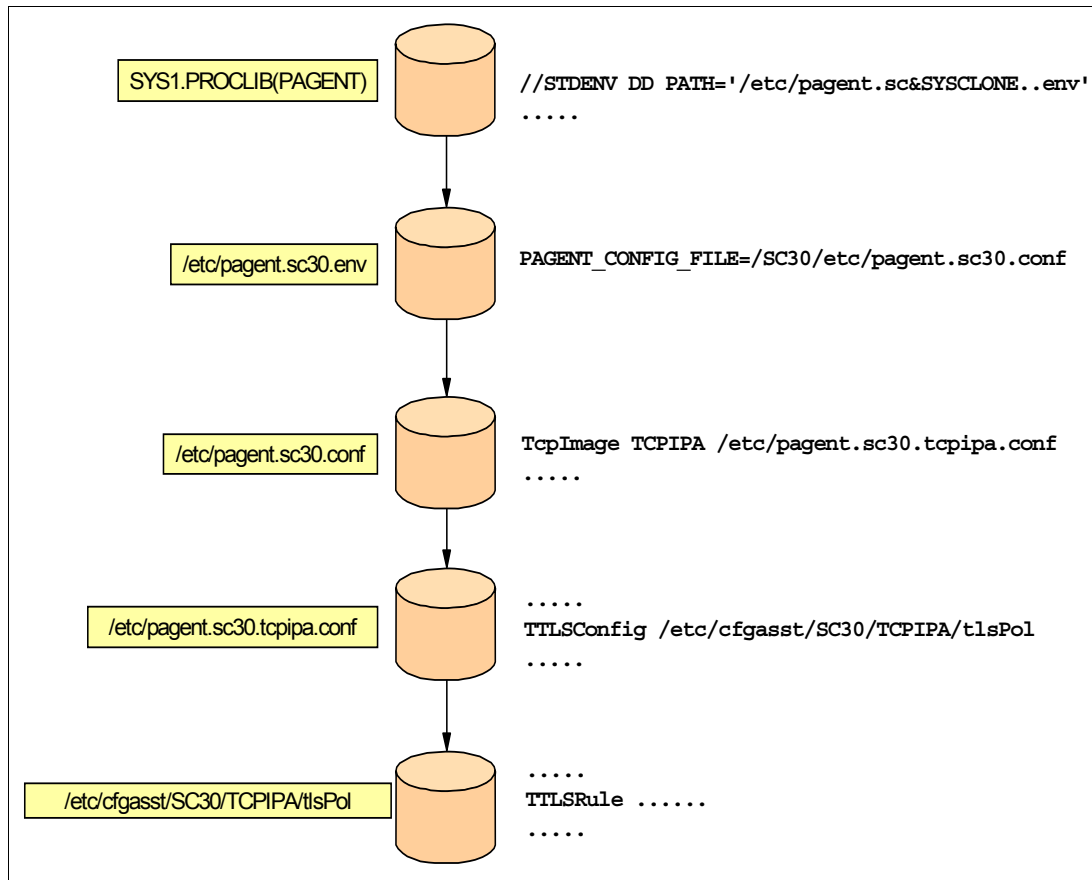 SYS1.PROCLIB(PAGENT)
//STDENV DD PATH='/etc/pagent.sc&SYSCLONE..env'
.....
/etc/pagent.sc30.env
PAGENT_CONFIG_FILE=/SC30/etc/pagent.sc30.conf
/etc/pagent.sc30.conf
TcpImage TCPIPA /etc/pagent.sc30.tcpipa.conf
.....
/etc/pagent.sc30.tcpipa.conf
.....
TTLSConfig /etc/cfgasst/SC30/TCPIPA/tlsPol
.....
/etc/cfgasst/SC30/TCPIPA/tlsPol
.....
TTLSRule ......
.....